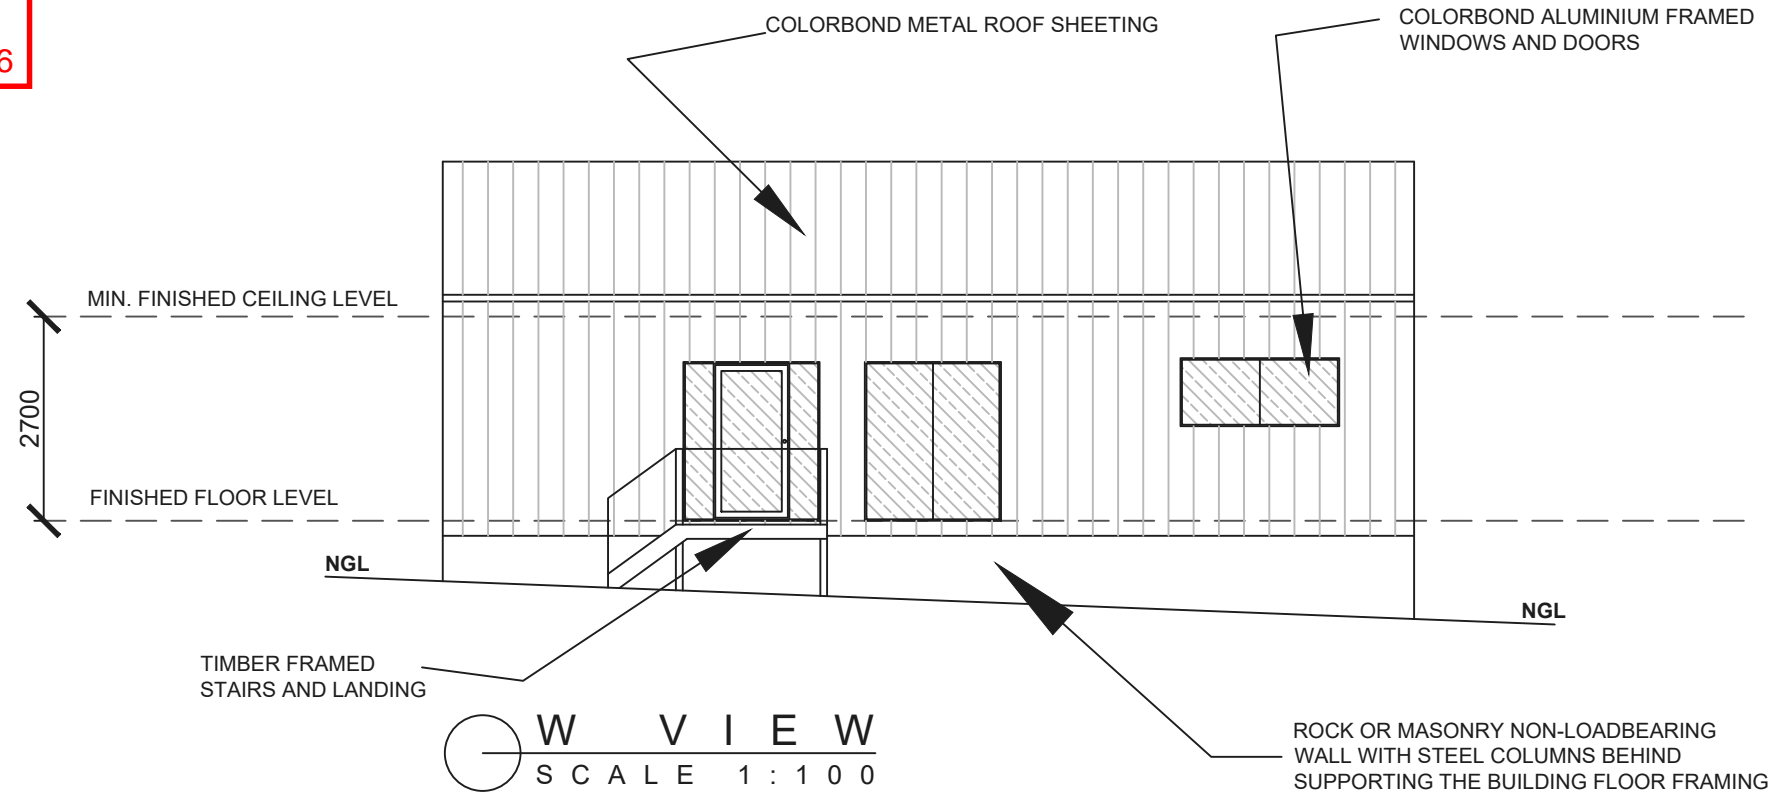 6
COLORBOND METAL ROOF SHEETING
COLORBOND ALUMINIUM FRAMED
WINDOWS AND DOORS
MIN. FINISHED CEILING LEVEL
2700
FINISHED FLOOR LEVEL
NGL
NGL
TIMBER FRAMED
STAIRS AND LANDING
W VIEW
SCALE 1:100
ROCK OR MASONRY NON-LOADBEARING
WALL WITH STEEL COLUMNS BEHIND
SUPPORTING THE BUILDING FLOOR FRAMING